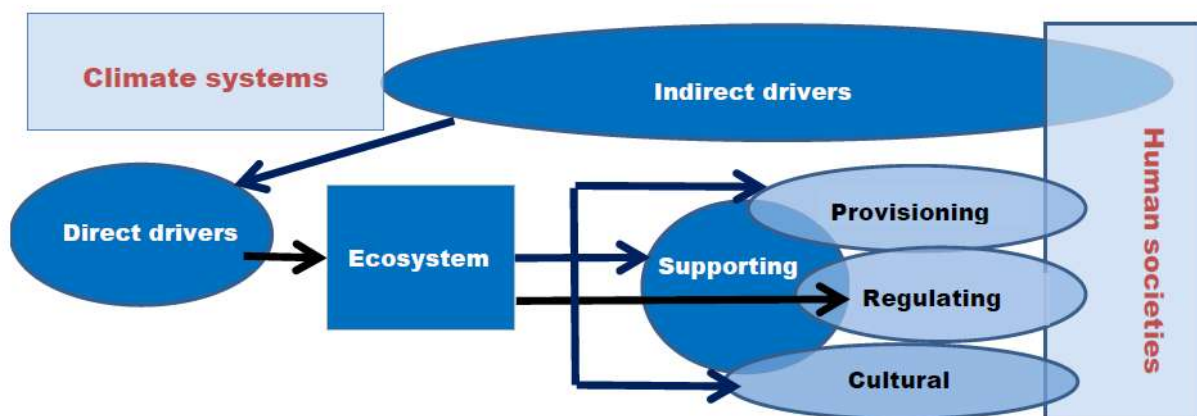 Climate systems
Indirect drivers
Human societies
Direct drivers
Ecosystem
Supporting
Provisioning
Regulating
Cultural